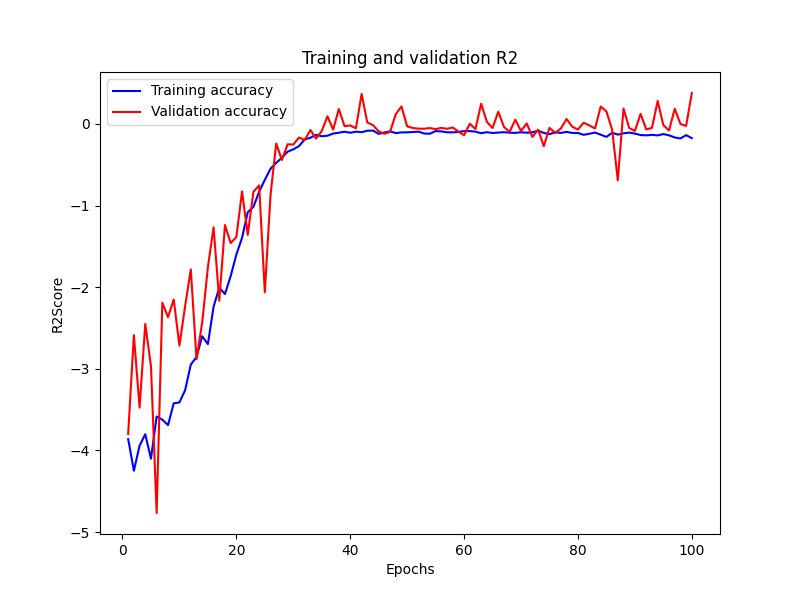 Training and validation R2
Training accuracy
Validation accuracy
R2Score
0
−1
−2
−3
−4
−5
0 20 40 60 80 100
Epochs